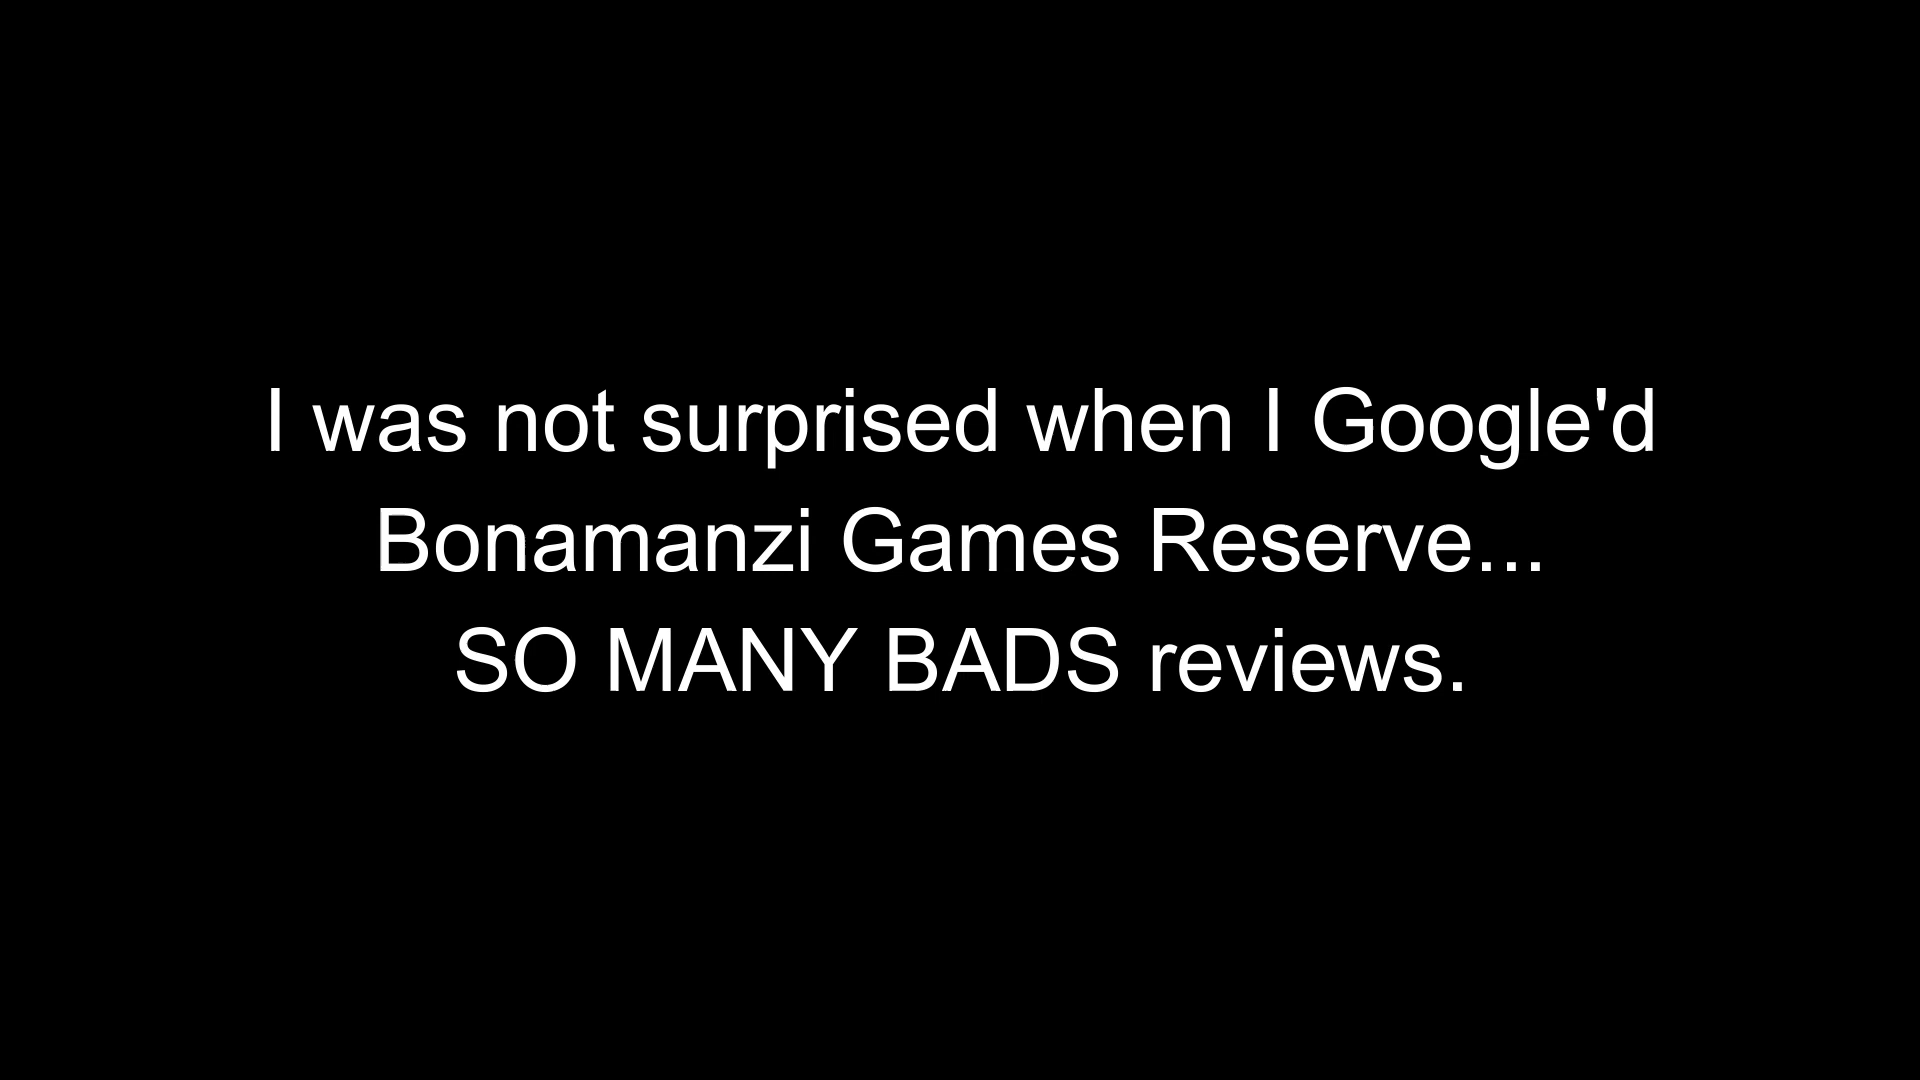 I was not surprised when I Google'd
Bonamanzi Games Reserve...
SO MANY BADS reviews.